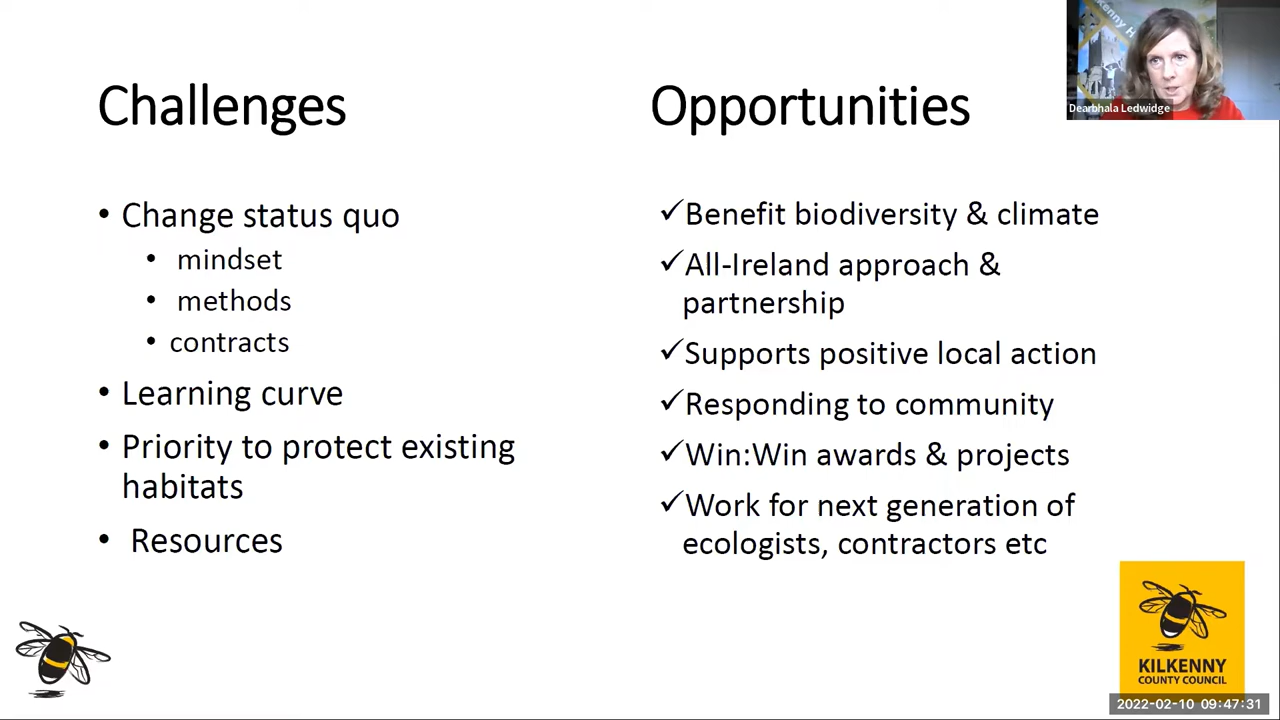 Challenges
Change status quo
mindset
methods
contracts
Learning curve
Priority to protect existing
habitats
Resources
Opportunities
Benefit biodiversity & climate
All-Ireland approach &
partnership
Supports positive local action
Responding to community
Win:Win awards & projects
Work for next generation of
ecologists, contractors etc
Dearbhala Ledwidge
KILKENNY
COUNTY COUNCIL
2022-02-10 09:47:31